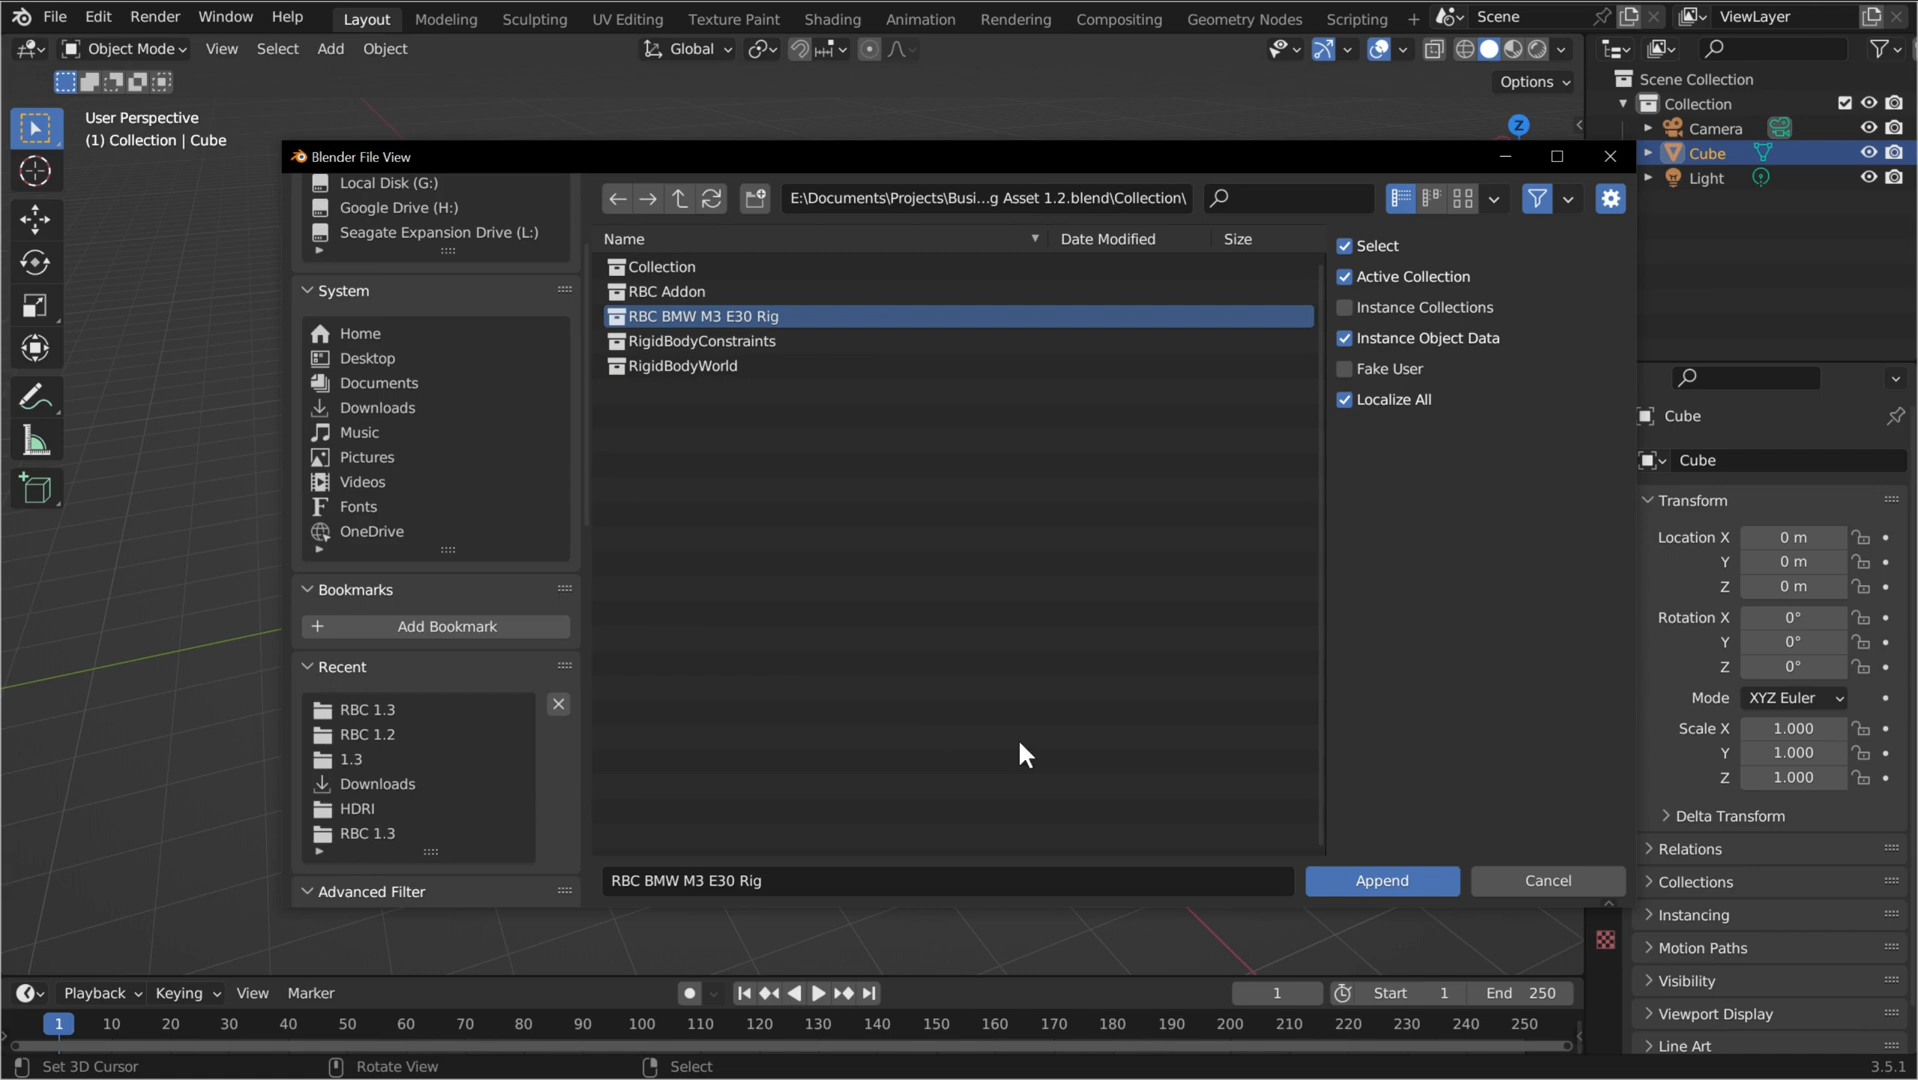 File Edit Render Window Help Layout Modeling Sculpting UV Editing Texture Paint Shading Animation Rendering Compositing Geometry Nodes Scripting + Scene ViewLayer
Object Mode View Select Add Object Global
Options
User Perspective
(1) Collection | Cube
Z
Scene Collection
Collection
Camera
Cube
Light
Blender File View
Local Disk (G:)
Google Drive (H:)
Seagate Expansion Drive (L:)
System
Home
Desktop
Documents
Downloads
Music
Pictures
Videos
Fonts
OneDrive
Bookmarks
Add Bookmark
Recent
RBC 1.3
RBC 1.2
1.3
Downloads
HDRI
RBC 1.3
Advanced Filter
E:\Documents\Projects\Busi...g Asset 1.2.blend\Collection\
Name Date Modified Size
Collection
RBC Addon
RBC BMW M3 E30 Rig
RigidBodyConstraints
RigidBodyWorld
Select
Active Collection
Instance Collections
Instance Object Data
Fake User
Localize All
RBC BMW M3 E30 Rig Append Cancel
Cube
Cube
Transform
Location X 0 m
Y 0 m
Z 0 m
Rotation X 0°
Y 0°
Z 0°
Mode XYZ Euler
Scale X 1.000
Y 1.000
Z 1.000
Delta Transform
Relations
Collections
Instancing
Motion Paths
Visibility
Viewport Display
Line Art
Playback Keying View Marker 1 Start 1 End 250
1 10 20 30 40 50 60 70 80 90 100 110 120 130 140 150 160 170 180 190 200 210 220 230 240 250
Set 3D Cursor Rotate View Select 3.5.1